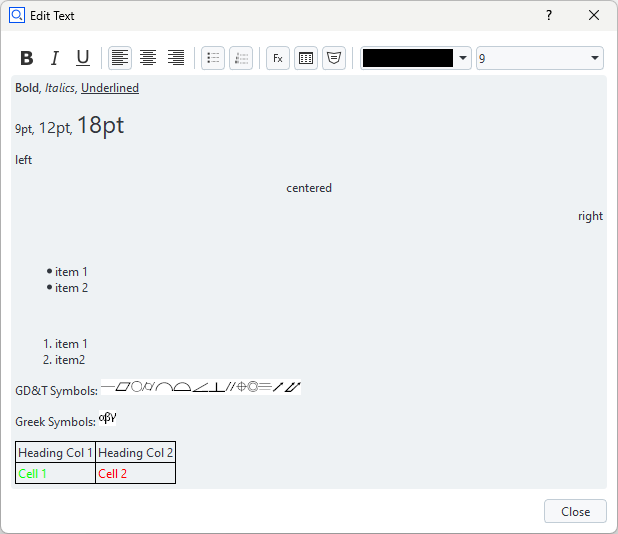 Edit Text
?
B I U Fx 9
Bold, Italics, Underlined
9pt, 12pt, 18pt
left
centered
right
• item 1
• item 2
1. item 1
2. item2
GD&T Symbols:
Greek Symbols: αβγ
Heading Col 1 Heading Col 2
Cell 1 Cell 2
Close